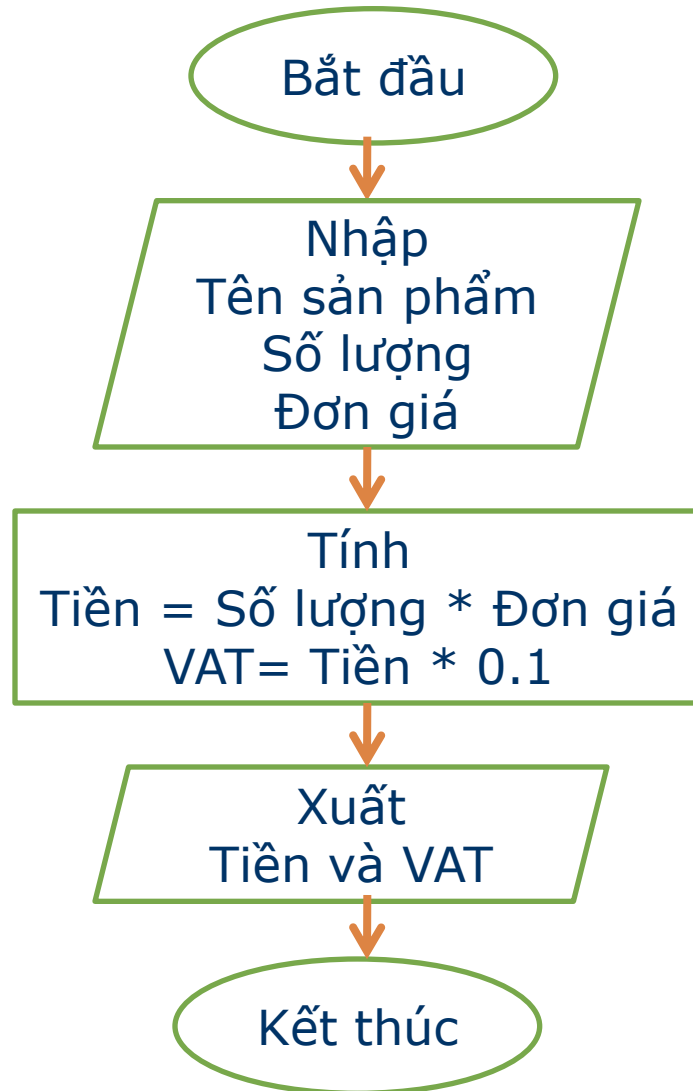 Bắt đầu
Nhập
Tên sản phẩm
Số lượng
Đơn giá
Tính
Tiền = Số lượng * Đơn giá
VAT= Tiền * 0.1
Xuất
Tiền và VAT
Kết thúc